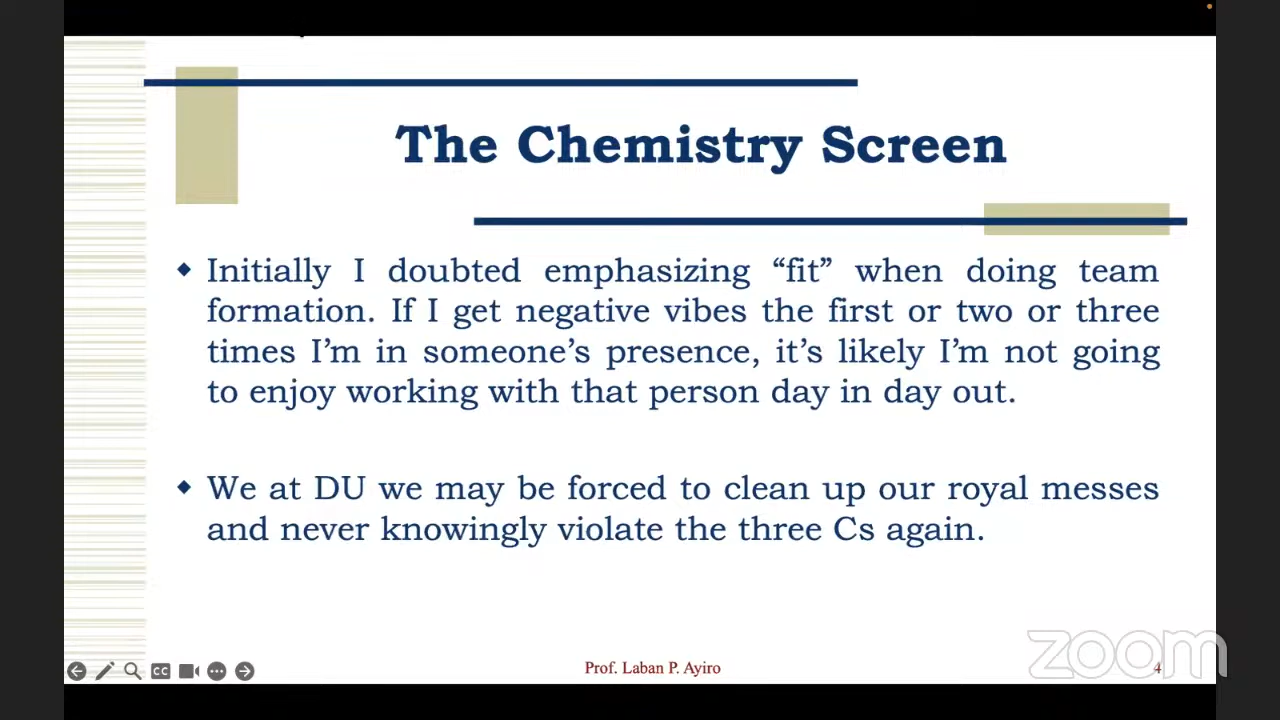 The Chemistry Screen
Initially I doubted emphasizing “fit” when doing team
formation. If I get negative vibes the first or two or three
times I’m in someone’s presence, it’s likely I’m not going
to enjoy working with that person day in day out.
We at DU we may be forced to clean up our royal messes
and never knowingly violate the three Cs again.
CC
Prof. Laban P. Ayiro
4
zoom